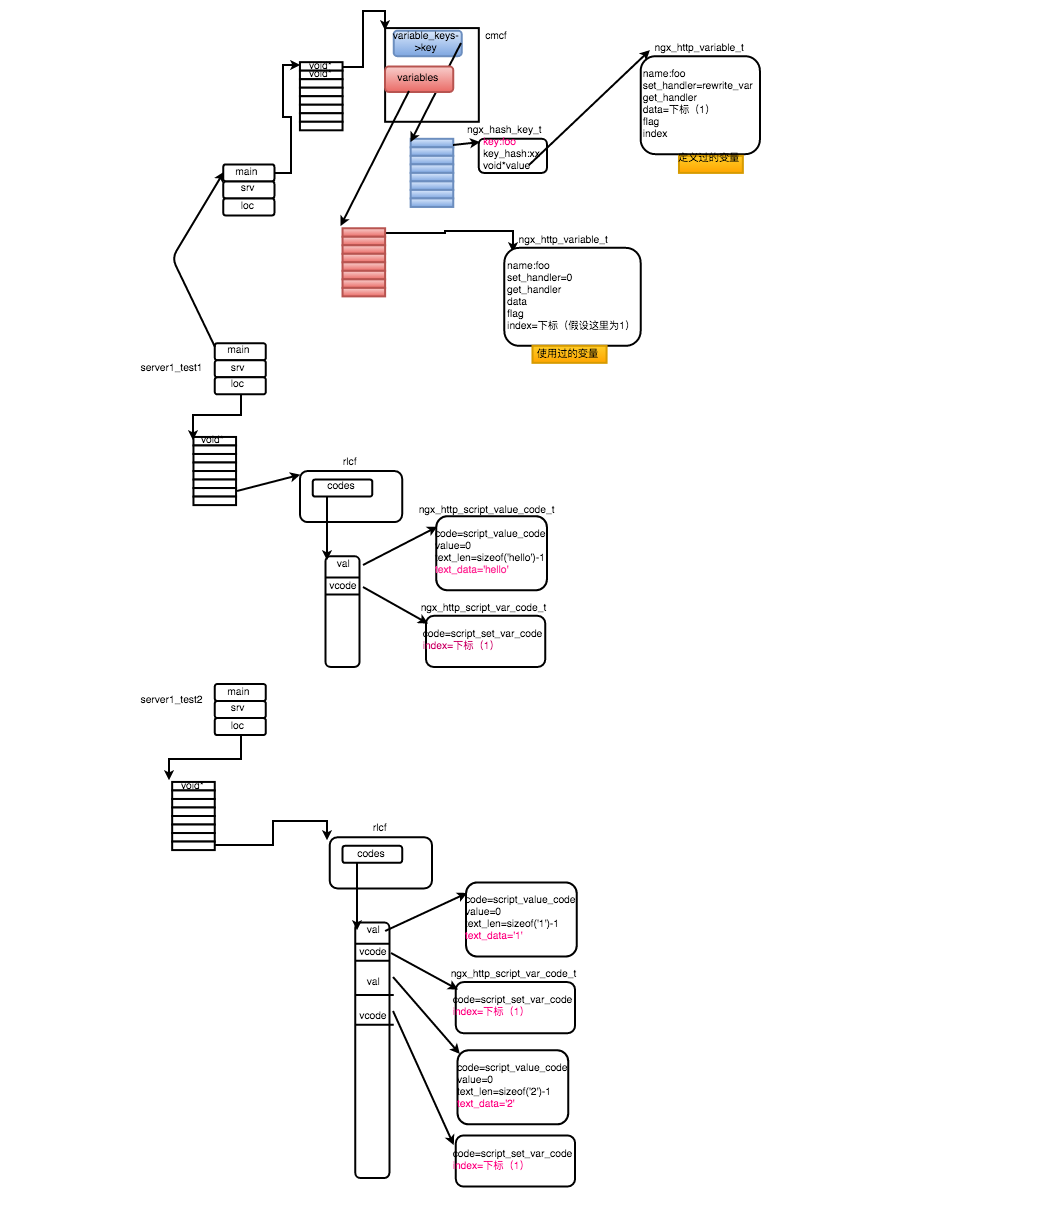 variable_keys-
>key
cmcf
void*
void*
variables
ngx_http_variable_t
name:foo
set_handler=rewrite_var
get_handler
data=下标（1）
flag
index
定义过的变量
ngx_hash_key_t
key:foo
key_hash:xx
void*value
main
srv
loc
ngx_http_variable_t
name:foo
set_handler=0
get_handler
data
flag
index=下标（假设这里为1）
使用过的变量
server1_test1
main
srv
loc
void*
rlcf
codes
ngx_http_script_value_code_t
code=script_value_code
value=0
text_len=sizeof('hello')-1
text_data='hello'
val
vcode
ngx_http_script_var_code_t
code=script_set_var_code
index=下标（1）
server1_test2
main
srv
loc
void*
rlcf
codes
code=script_value_code
value=0
text_len=sizeof('1')-1
text_data='1'
val
vcode
ngx_http_script_var_code_t
code=script_set_var_code
index=下标（1）
val
vcode
code=script_value_code
value=0
text_len=sizeof('2')-1
text_data='2'
code=script_set_var_code
index=下标（1）